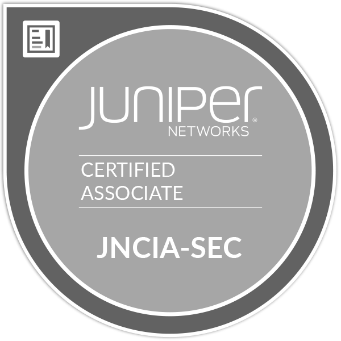 JUNIPER
NETWORKS
CERTIFIED
ASSOCIATE
JNCIA-SEC